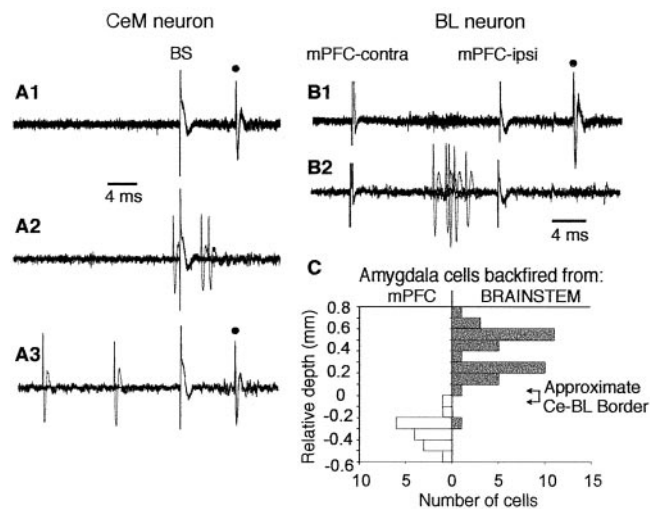 CeM neuron
BL neuron
BS
mPFC-contra
mPFC-ipsi
A1
B1
B2
4 ms
A2
4 ms
C
Amygdala cells backfired from:
mPFC
BRAINSTEM
A3
Relative depth (mm)
0.8
0.6
0.4
0.2
0
-0.2
-0.4
-0.6
Approximate
Ce-BL Border
10
5
0
5
10
15
Number of cells